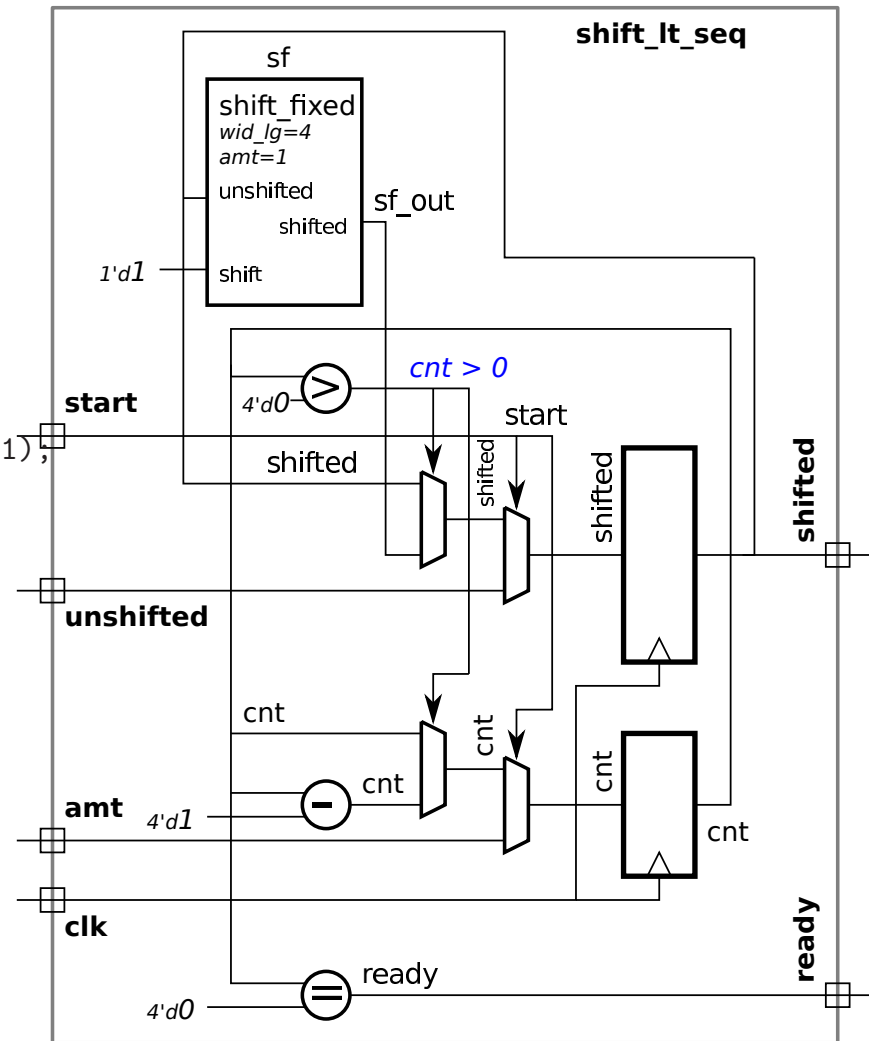 shift_lt_seq
sf
shift_fixed
wid_lg=4
amt=1
unshifted
shifted
sf_out
1'd1
shift
cnt > 0
>
4'd0
start
start
1);
shifted
shifted
shifted
shifted
unshifted
cnt
cnt
cnt
cnt
-
amt
4'd1
cnt
clk
ready
ready
=
4'd0